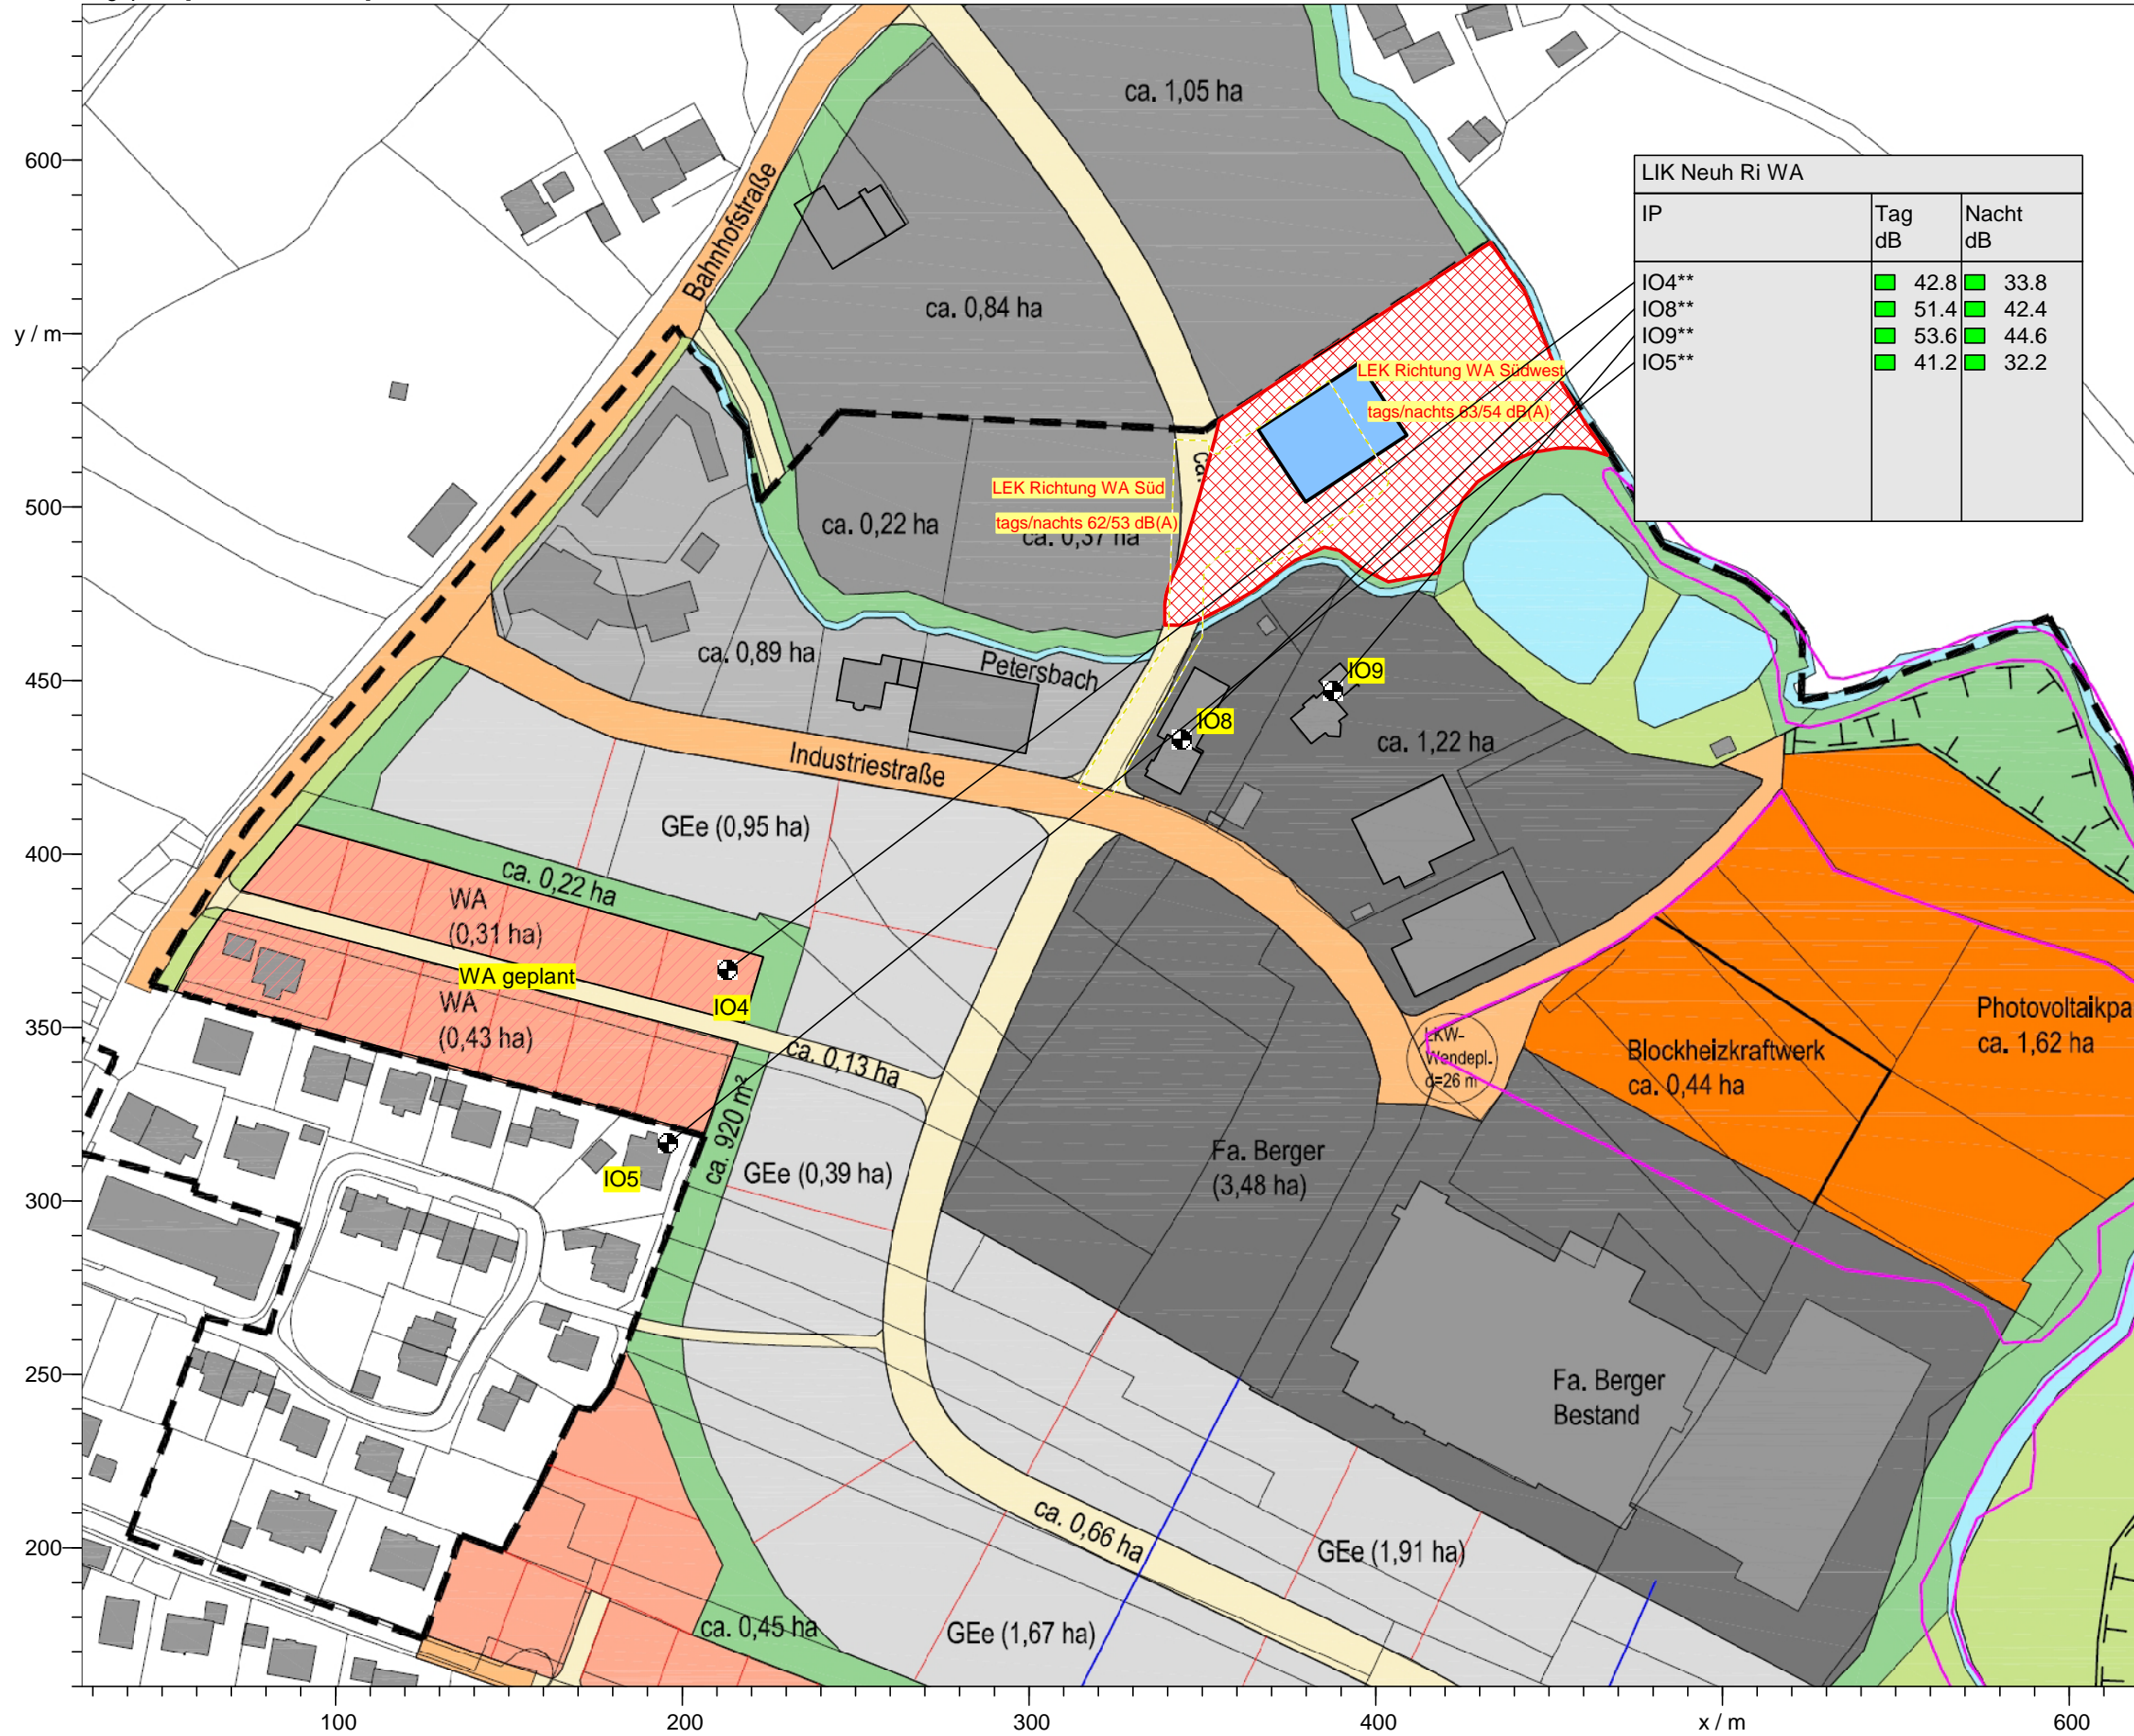 ca. 1,05 ha
600
Bahnhofstraße
LIK Neuh Ri WA
IP Tag Nacht
dB dB
IO4** 42.8 33.8
IO8** 51.4 42.4
IO9** 53.6 44.6
IO5** 41.2 32.2
ca. 0,84 ha
y / m
LEK Richtung WA Südwest
tags/nachts 63/54 dB(A)
ca.
LEK Richtung WA Süd
tags/nachts 62/53 dB(A)
500
ca. 0,22 ha
ca. 0,37 ha
ca. 0,89 ha
Petersbach
450
IO9
IO8
ca. 1,22 ha
Industriestraße
GEe (0,95 ha)
400
ca. 0,22 ha
WA
(0,31 ha)
WA geplant
IO4
WA
(0,43 ha)
350
ca. 0,13 ha
LKW-
Wendepl.
d=26 m
Blockheizkraftwerk
ca. 0,44 ha
Photovoltaikpa
ca. 1,62 ha
ca. 920 m²
IO5
GEe (0,39 ha)
Fa. Berger
(3,48 ha)
300
250
Fa. Berger
Bestand
200
ca. 0,66 ha
GEe (1,91 ha)
ca. 0,45 ha
GEe (1,67 ha)
100 200 300 400 x / m 600